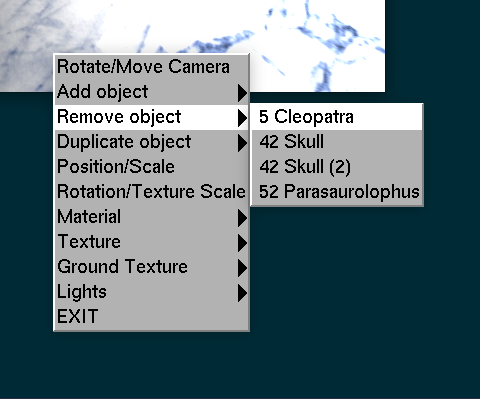 Rotate/Move Camera
Add object
Remove object
Duplicate object
Position/Scale
Rotation/Texture Scale
Material
Texture
Ground Texture
Lights
EXIT
5 Cleopatra
42 Skull
42 Skull (2)
52 Parasaurolophus